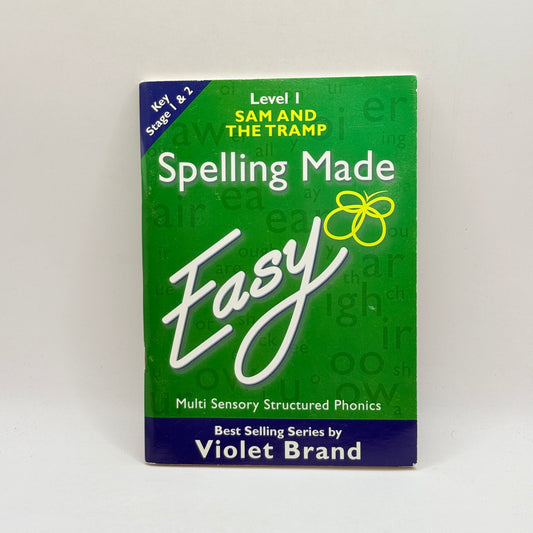 Key
Stage 1 & 2
Level 1
SAM AND
THE TRAMP
Spelling Made
Easy
Multi Sensory Structured Phonics
Best Selling Series by
Violet Brand